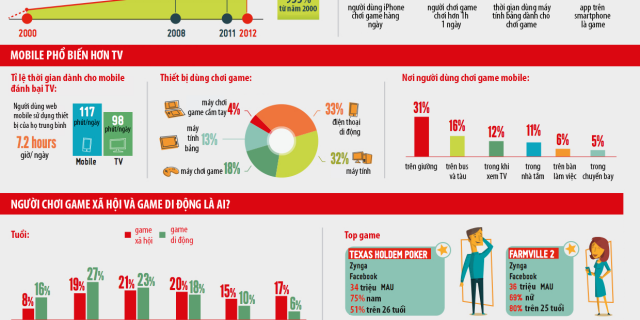 từ năm 2000
2000
2008
2011
2012
người dùng iPhone
chơi game hàng
ngày
người chơi game
chơi hơn 1h
1 ngày
thời gian dùng máy
tính bảng dành cho
chơi game
app trên
smartphone
là game
MOBILE PHỔ BIẾN HƠN TV
Tỉ lệ thời gian dành cho mobile
đánh bại TV:
Người dùng web
mobile sử dụng thiết
bị của họ trung bình
7.2 hours
giờ/ ngày
117
phút/ngày
98
phút/ngày
Mobile
TV
Thiết bị dùng chơi game:
máy chơi
game cầm tay
4%
máy
tính
bảng
13%
máy chơi game
18%
33%
điện thoại
di động
32%
máy tính
Nơi người dùng chơi game mobile:
31%
16%
12%
11%
6%
5%
trên giường
trên bus
và tàu
trong khi
xem TV
trong
nhà tắm
trên bàn
làm việc
trong
chuyến bay
NGƯỜI CHƠI GAME XÃ HỘI VÀ GAME DI ĐỘNG LÀ AI?
Tuổi:
game
xã hội
game
di động
8%
16%
19%
27%
21%
23%
20%
18%
15%
10%
17%
6%
Top game
TEXAS HOLDEM POKER
Zynga
Facebook
34 triệu MAU
75% nam
51% trên 26 tuổi
FARMVILLE 2
Zynga
Facebook
36 triệu MAU
69% nữ
80% trên 25 tuổi